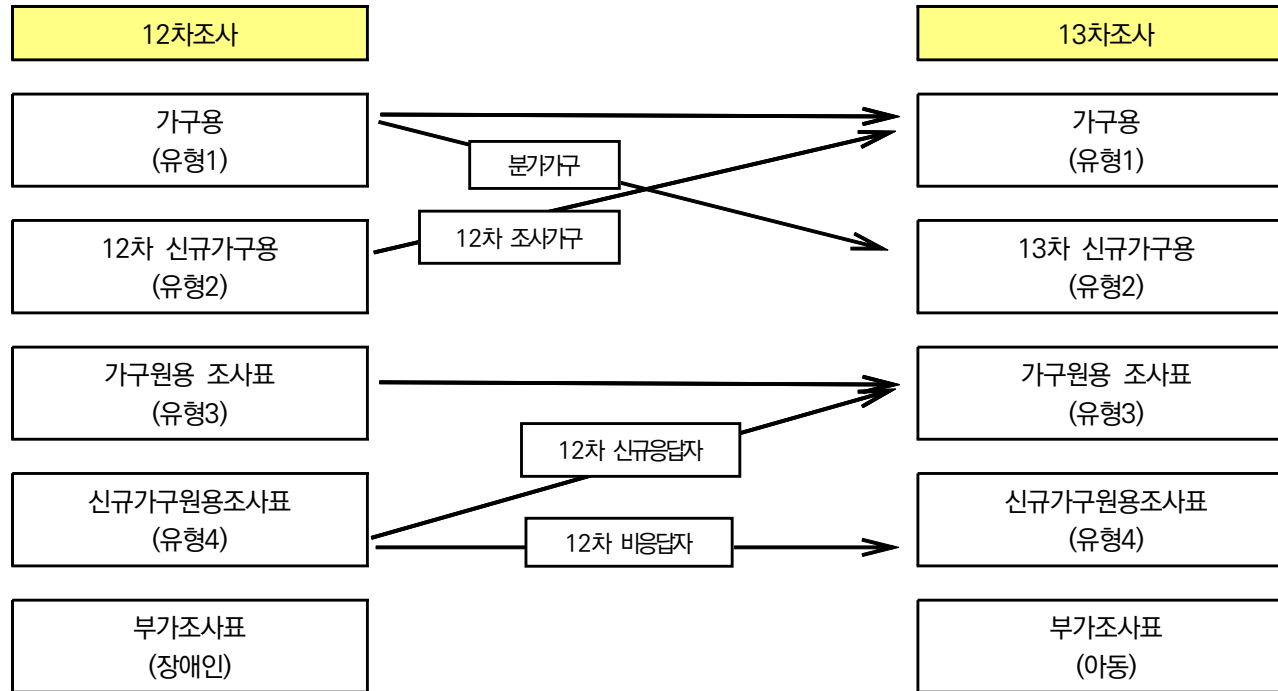 12차조사
13차조사
가구용
(유형1)
가구용
(유형1)
분가가구
12차 신규가구용
(유형2)
12차 조사가구
13차 신규가구용
(유형2)
가구원용 조사표
(유형3)
가구원용 조사표
(유형3)
12차 신규응답자
신규가구원용조사표
(유형4)
12차 비응답자
신규가구원용조사표
(유형4)
부가조사표
(장애인)
부가조사표
(아동)